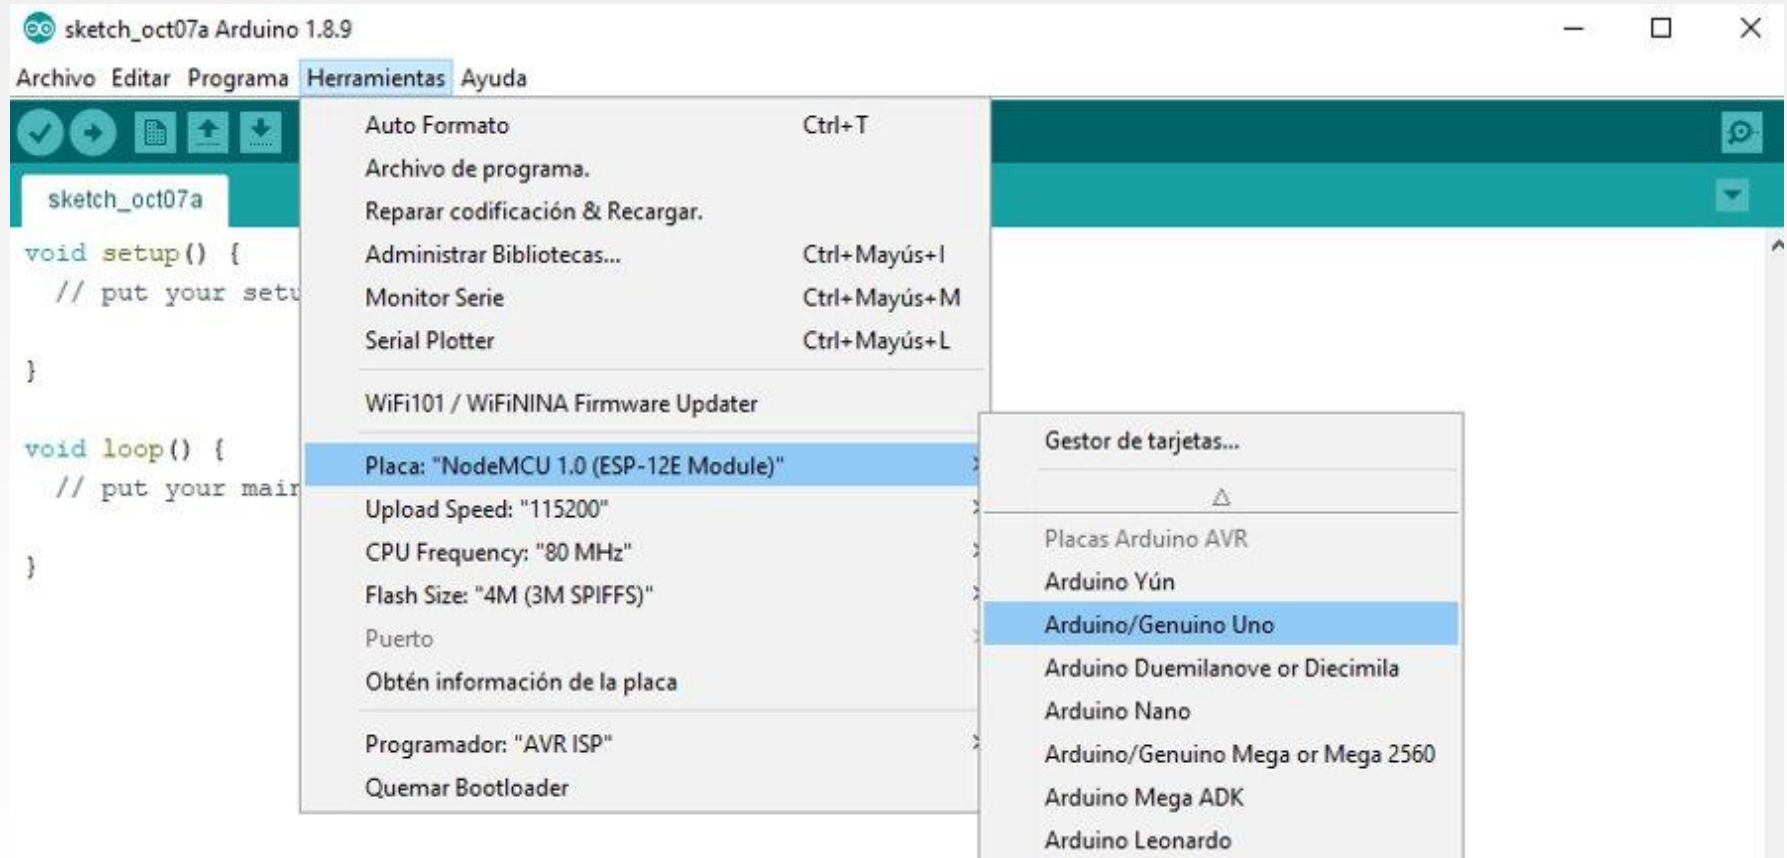 sketch_oct07a Arduino 1.8.9
Archivo Editar Programa Herramientas Ayuda
sketch_oct07a
void setup() {
// put your setu
}
void loop() {
// put your main
}
Auto Formato Ctrl+T
Archivo de programa.
Reparar codificación & Recargar.
Administrar Bibliotecas... Ctrl+Mayús+I
Monitor Serie Ctrl+Mayús+M
Serial Plotter Ctrl+Mayús+L
WiFi101 / WiFiNINA Firmware Updater
Placa: "NodeMCU 1.0 (ESP-12E Module)"
Upload Speed: "115200"
CPU Frequency: "80 MHz"
Flash Size: "4M (3M SPIFFS)"
Puerto
Obtén información de la placa
Programador: "AVR ISP"
Quemar Bootloader
Gestor de tarjetas...
Placas Arduino AVR
Arduino Yún
Arduino/Genuino Uno
Arduino Duemilanove or Diecimila
Arduino Nano
Arduino/Genuino Mega or Mega 2560
Arduino Mega ADK
Arduino Leonardo